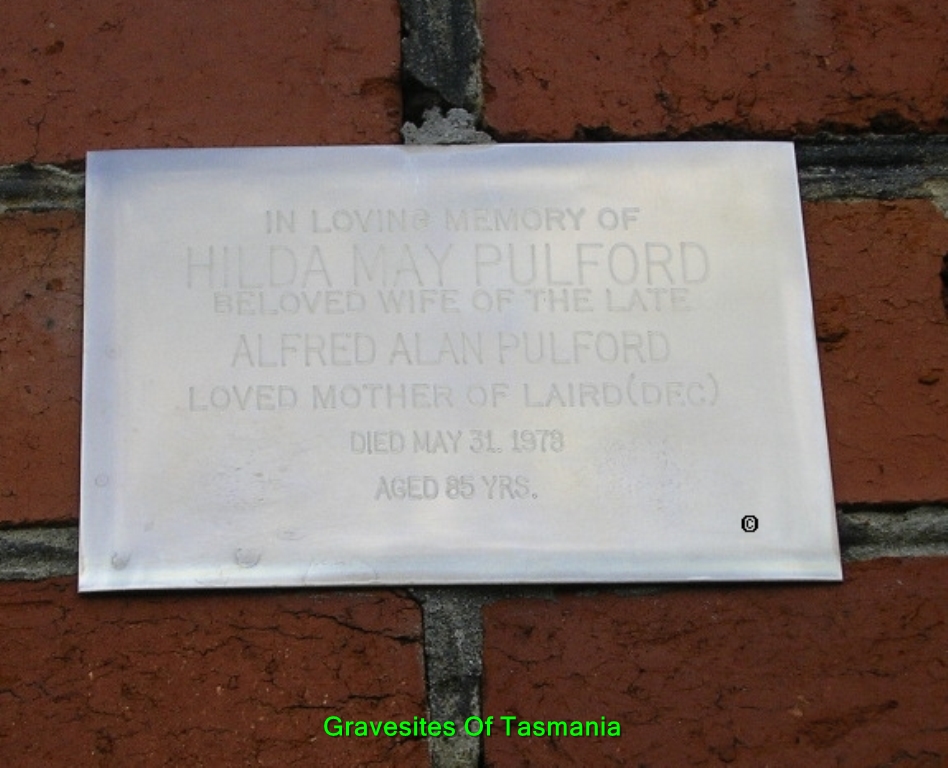 IN LOVING MEMORY OF
HILDA MAY PULFORD
BELOVED WIFE OF THE LATE
ALFRED ALAN PULFORD
LOVED MOTHER OF LAIRD(DEC)
DIED MAY 31. 1978
AGED 85 YRS.
©
Gravesites Of Tasmania